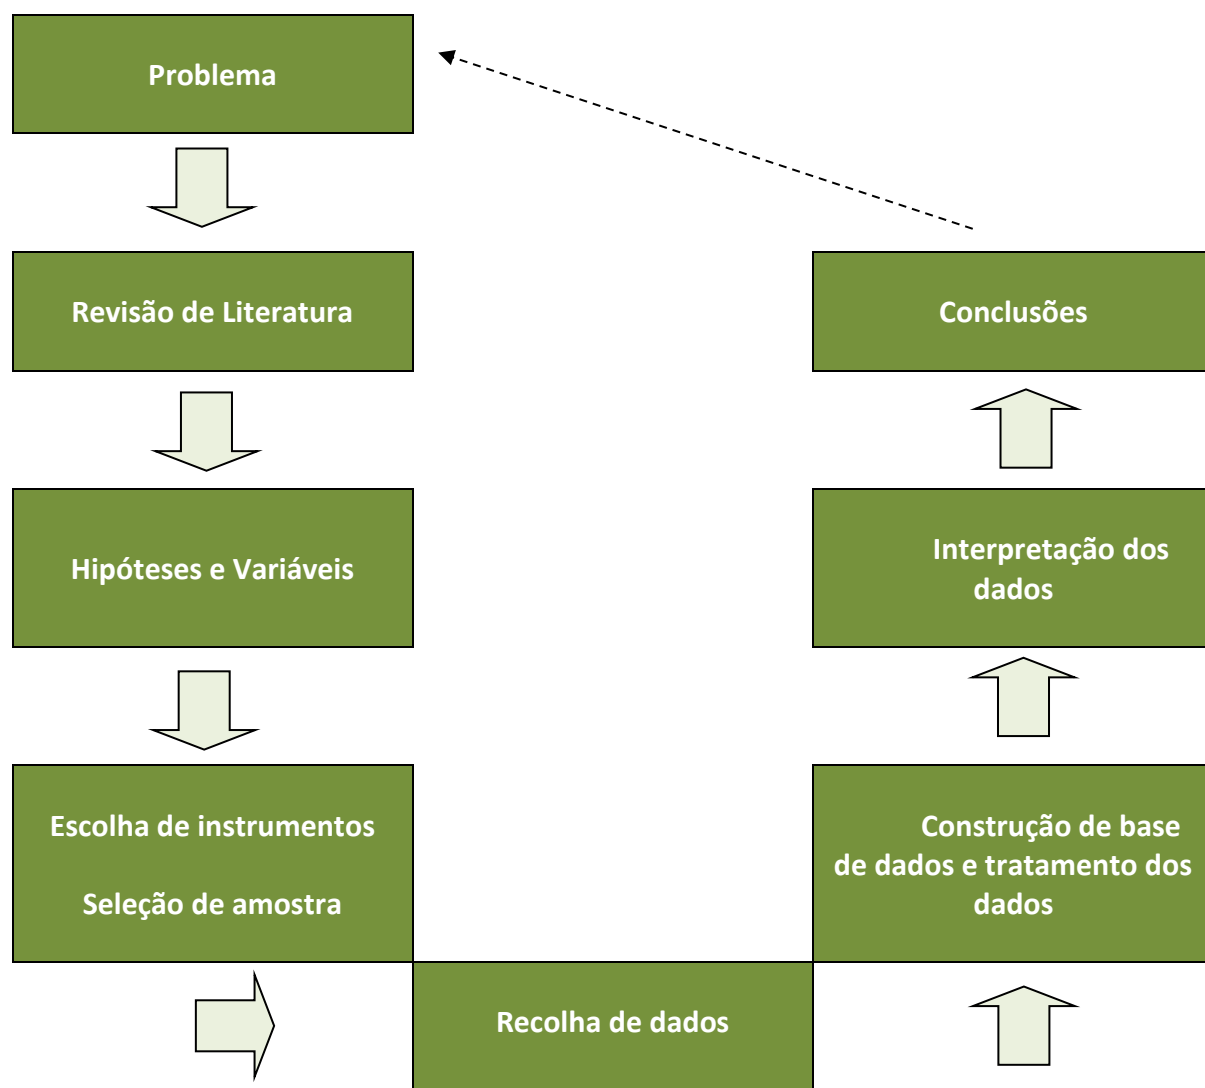 Problema
Revisão de Literatura
Hipóteses e Variáveis
Escolha de instrumentos
Seleção de amostra
Recolha de dados
Construção de base
de dados e tratamento dos
dados
Interpretação dos
dados
Conclusões